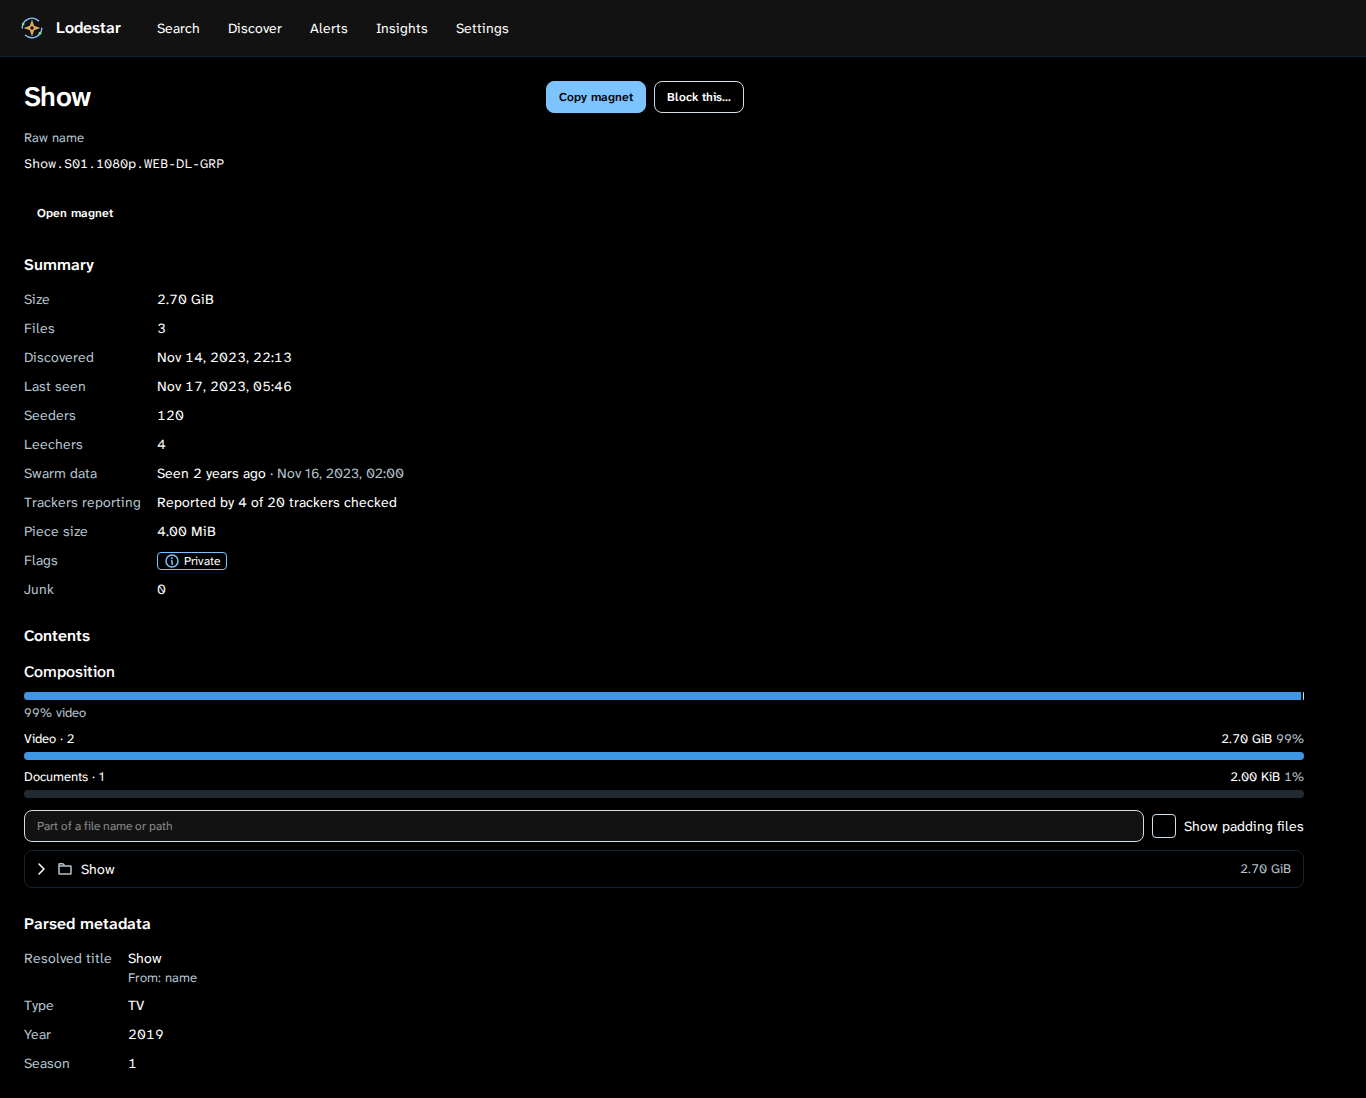 Lodestar Search Discover Alerts Insights Settings
Show Copy magnet Block this...
Raw name
Show.S01.1080p.WEB-DL-GRP
Open magnet
Summary
Size 2.70 GiB
Files 3
Discovered Nov 14, 2023, 22:13
Last seen Nov 17, 2023, 05:46
Seeders 120
Leechers 4
Swarm data Seen 2 years ago · Nov 16, 2023, 02:00
Trackers reporting Reported by 4 of 20 trackers checked
Piece size 4.00 MiB
Flags Private
Junk 0
Contents
Composition
99% video
Video · 2 2.70 GiB 99%
Documents · 1 2.00 KiB 1%
Part of a file name or path Show padding files
Show 2.70 GiB
Parsed metadata
Resolved title Show
From: name
Type TV
Year 2019
Season 1